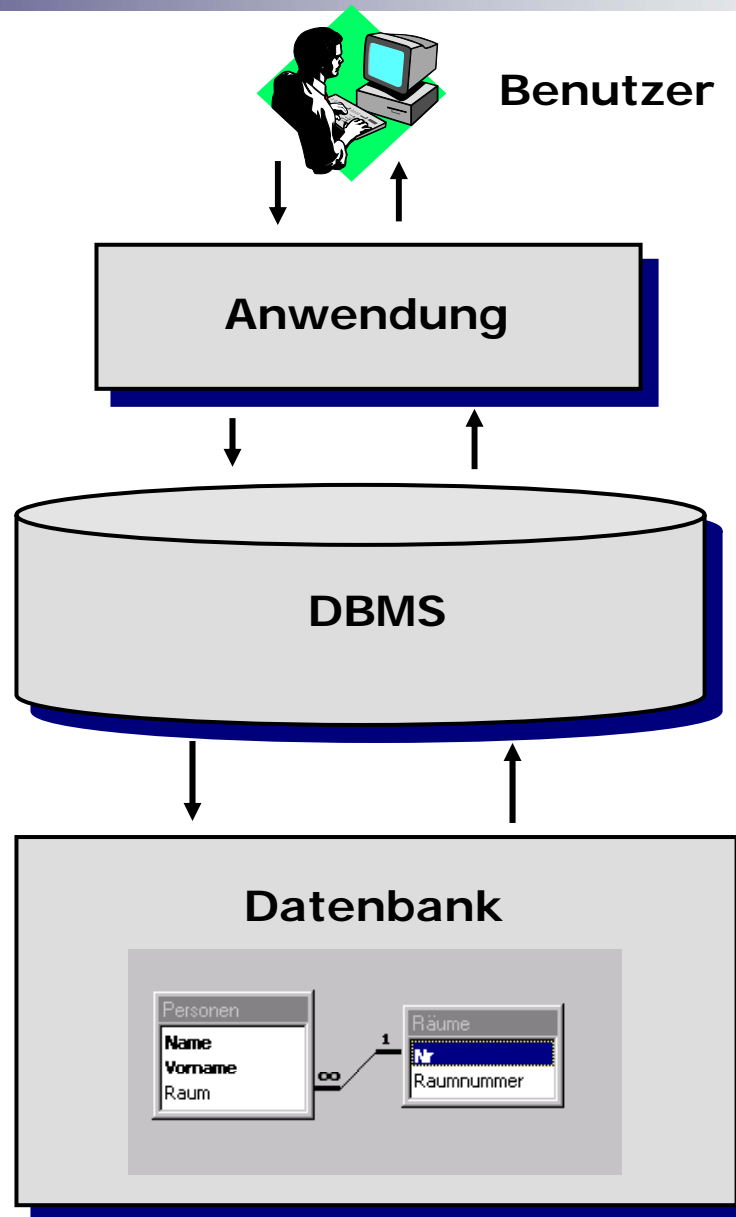 Benutzer
Anwendung
DBMS
Datenbank
Personen
Name
Vorname
Raum
∞
1
Räume
Nr
Raumnummer